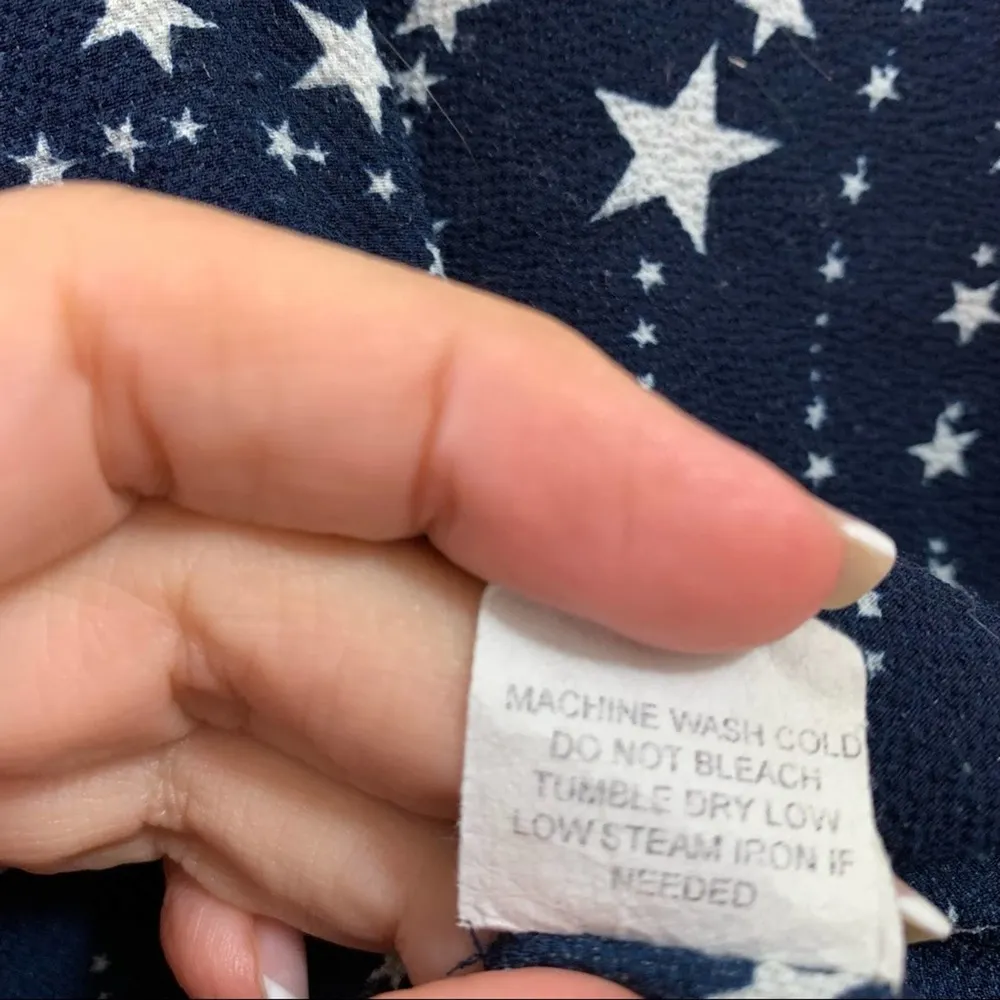 MACHINE WASH COLD
DO NOT BLEACH
TUMBLE DRY LOW
LOW STEAM IRON IF
NEEDED